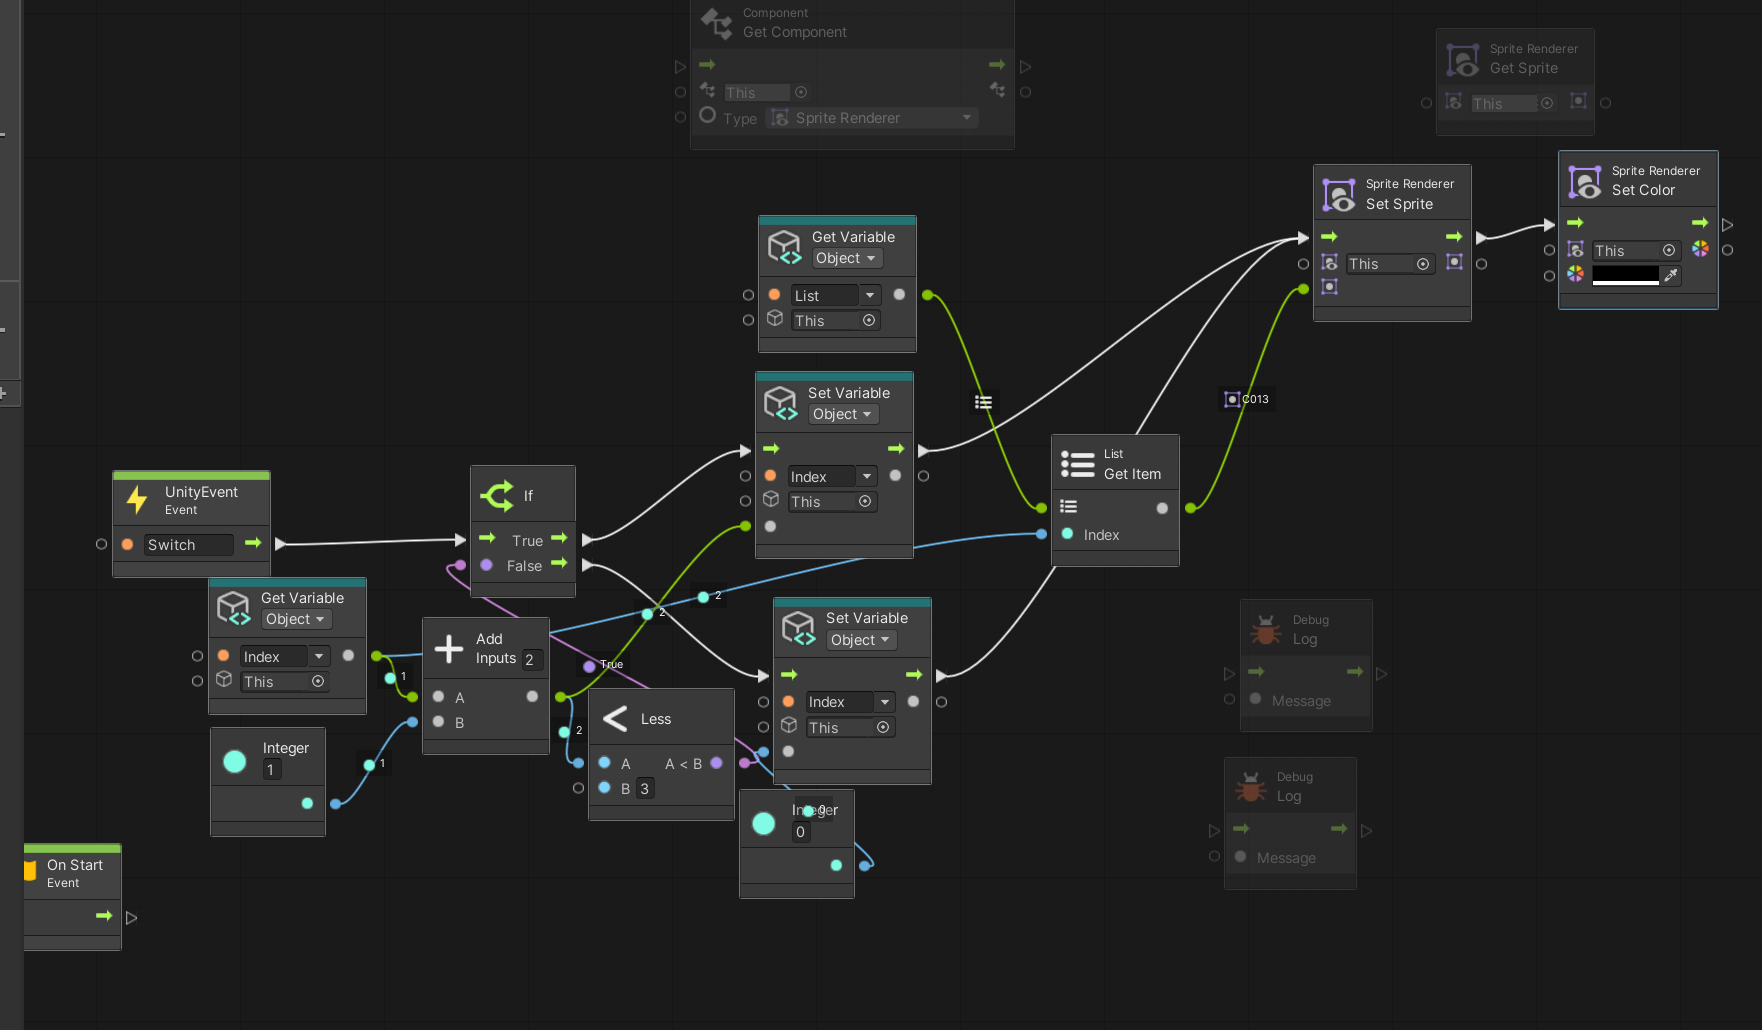 Component
Get Component
This
Type
Sprite Renderer
Sprite Renderer
Get Sprite
This
Sprite Renderer
Set Sprite
This
Sprite Renderer
Set Color
This
Get Variable
Object
List
This
Set Variable
Object
Index
This
C013
List
Get Item
Index
UnityEvent
Event
Switch
If
True
False
Get Variable
Object
Index
This
1
Add
Inputs 2
A
B
2
2
True
2
Set Variable
Object
Index
This
Less
A
A < B
B 3
Integer
1
1
Integer
0
0
Debug
Log
Message
Debug
Log
Message
On Start
Event